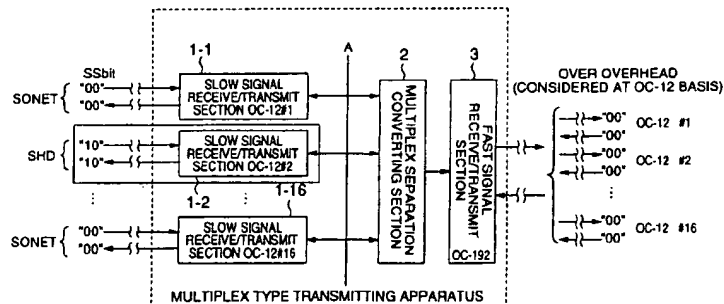 1-1
A
2
3
SSbit
SONET
"00"
"00"
SLOW SIGNAL
RECEIVE/TRANSMIT
SECTION OC-12#1
SHD
"10"
"10"
SLOW SIGNAL
RECEIVE/TRANSMIT
SECTION OC-12#2
1-2
1-16
SONET
"00"
"00"
SLOW SIGNAL
RECEIVE/TRANSMIT
SECTION OC-12#16
MULTIPLEX SEPARATION
CONVERTING SECTION
FAST SIGNAL
RECEIVE/TRANSMIT
SECTION
OC-192
OVER OVERHEAD
(CONSIDERED AT OC-12 BASIS)
"00" OC-12 #1
"00"
"00" OC-12 #2
"00"
"00" OC-12 #16
"00"
MULTIPLEX TYPE TRANSMITTING APPARATUS